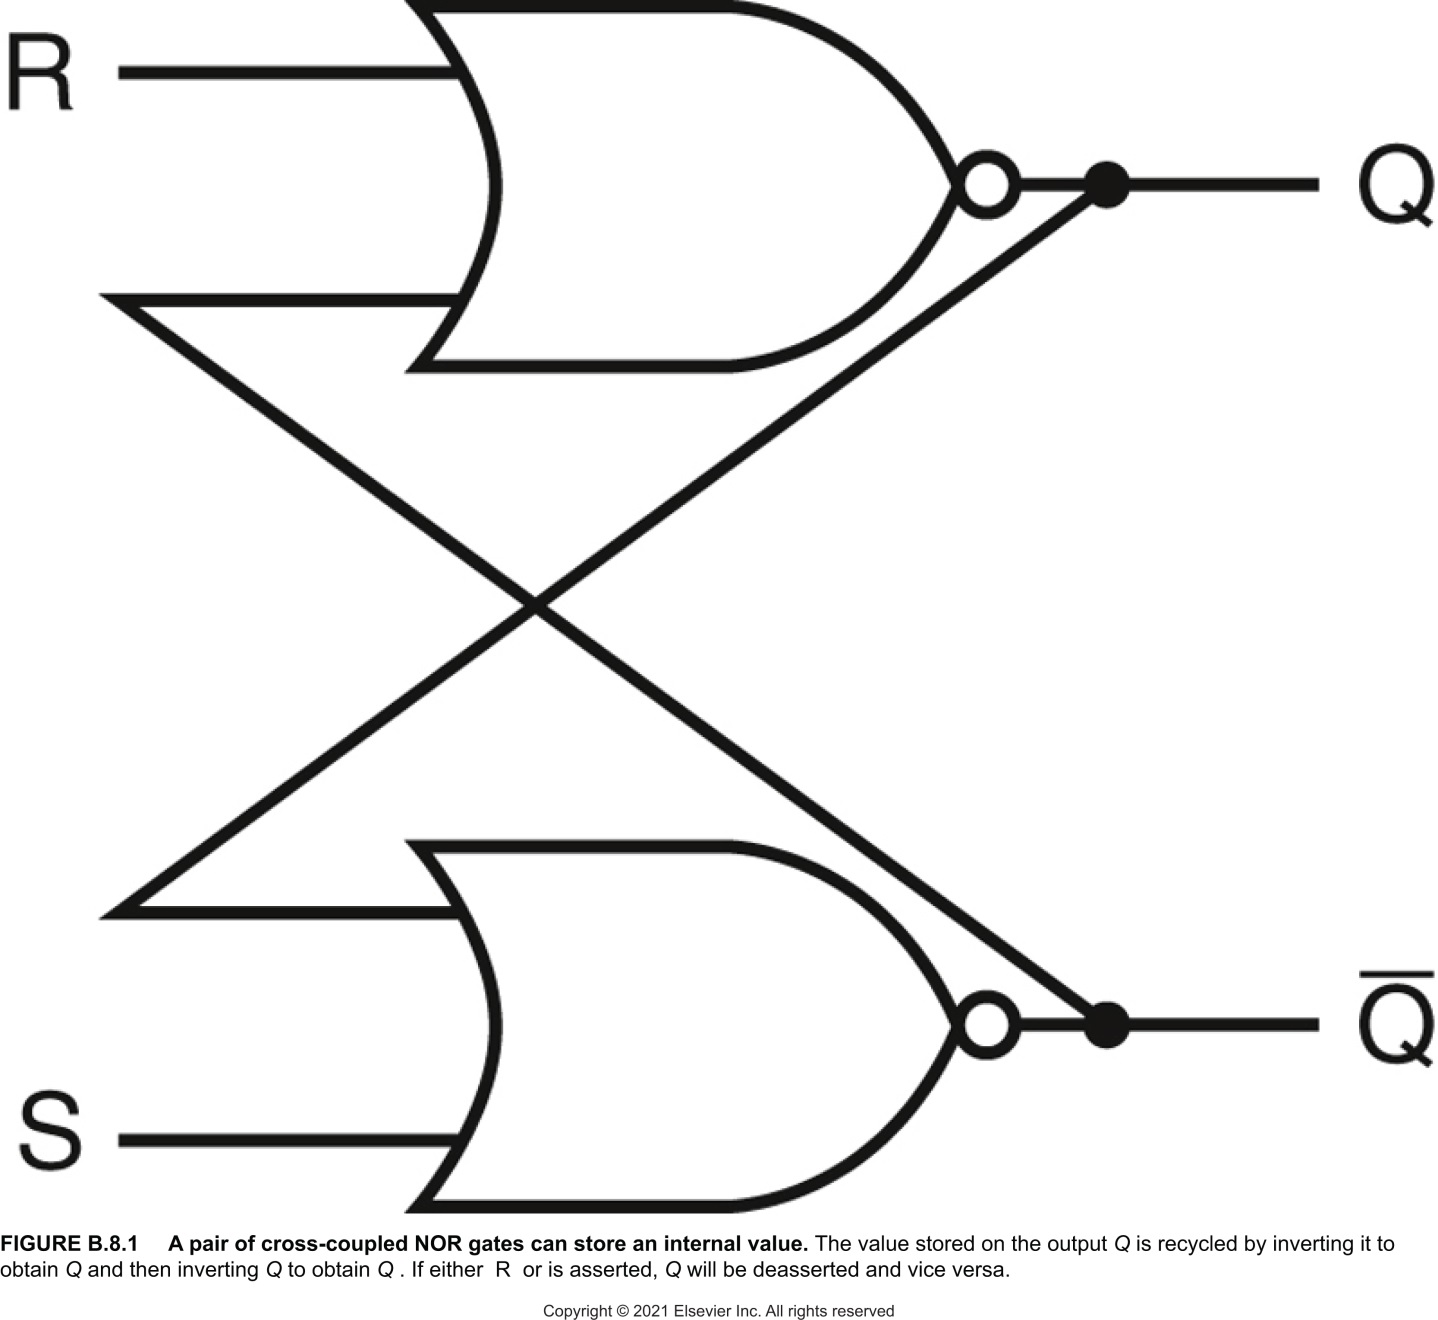 R
Q
Q̅
S
FIGURE B.8.1 A pair of cross-coupled NOR gates can store an internal value. The value stored on the output Q is recycled by inverting it to
obtain Q and then inverting Q to obtain Q . If either R or is asserted, Q will be deasserted and vice versa.
Copyright © 2021 Elsevier Inc. All rights reserved